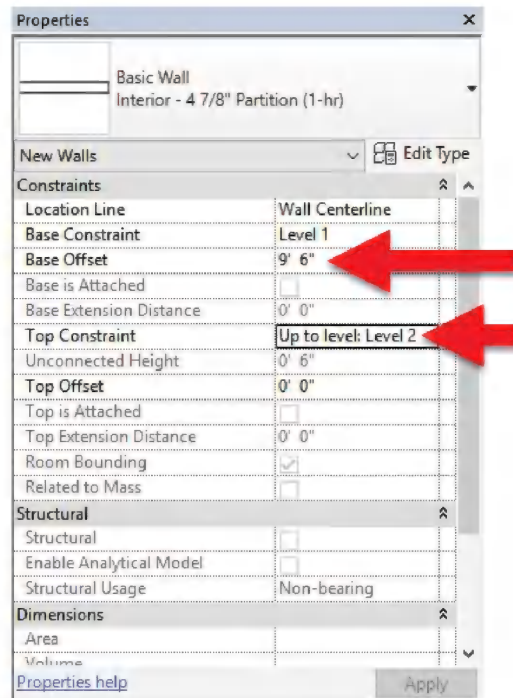 Properties
Basic Wall
Interior - 4 7/8" Partition (1-hr)
New Walls Edit Type
Constraints
Location Line Wall Centerline
Base Constraint Level 1
Base Offset 9' 6"
Base is Attached
Base Extension Distance 0' 0"
Top Constraint Up to level: Level 2
Unconnected Height 0' 6"
Top Offset 0' 0"
Top is Attached
Top Extension Distance 0' 0"
Room Bounding
Related to Mass
Structural
Structural
Enable Analytical Model
Structural Usage Non-bearing
Dimensions
Area
Volume
Properties help Apply